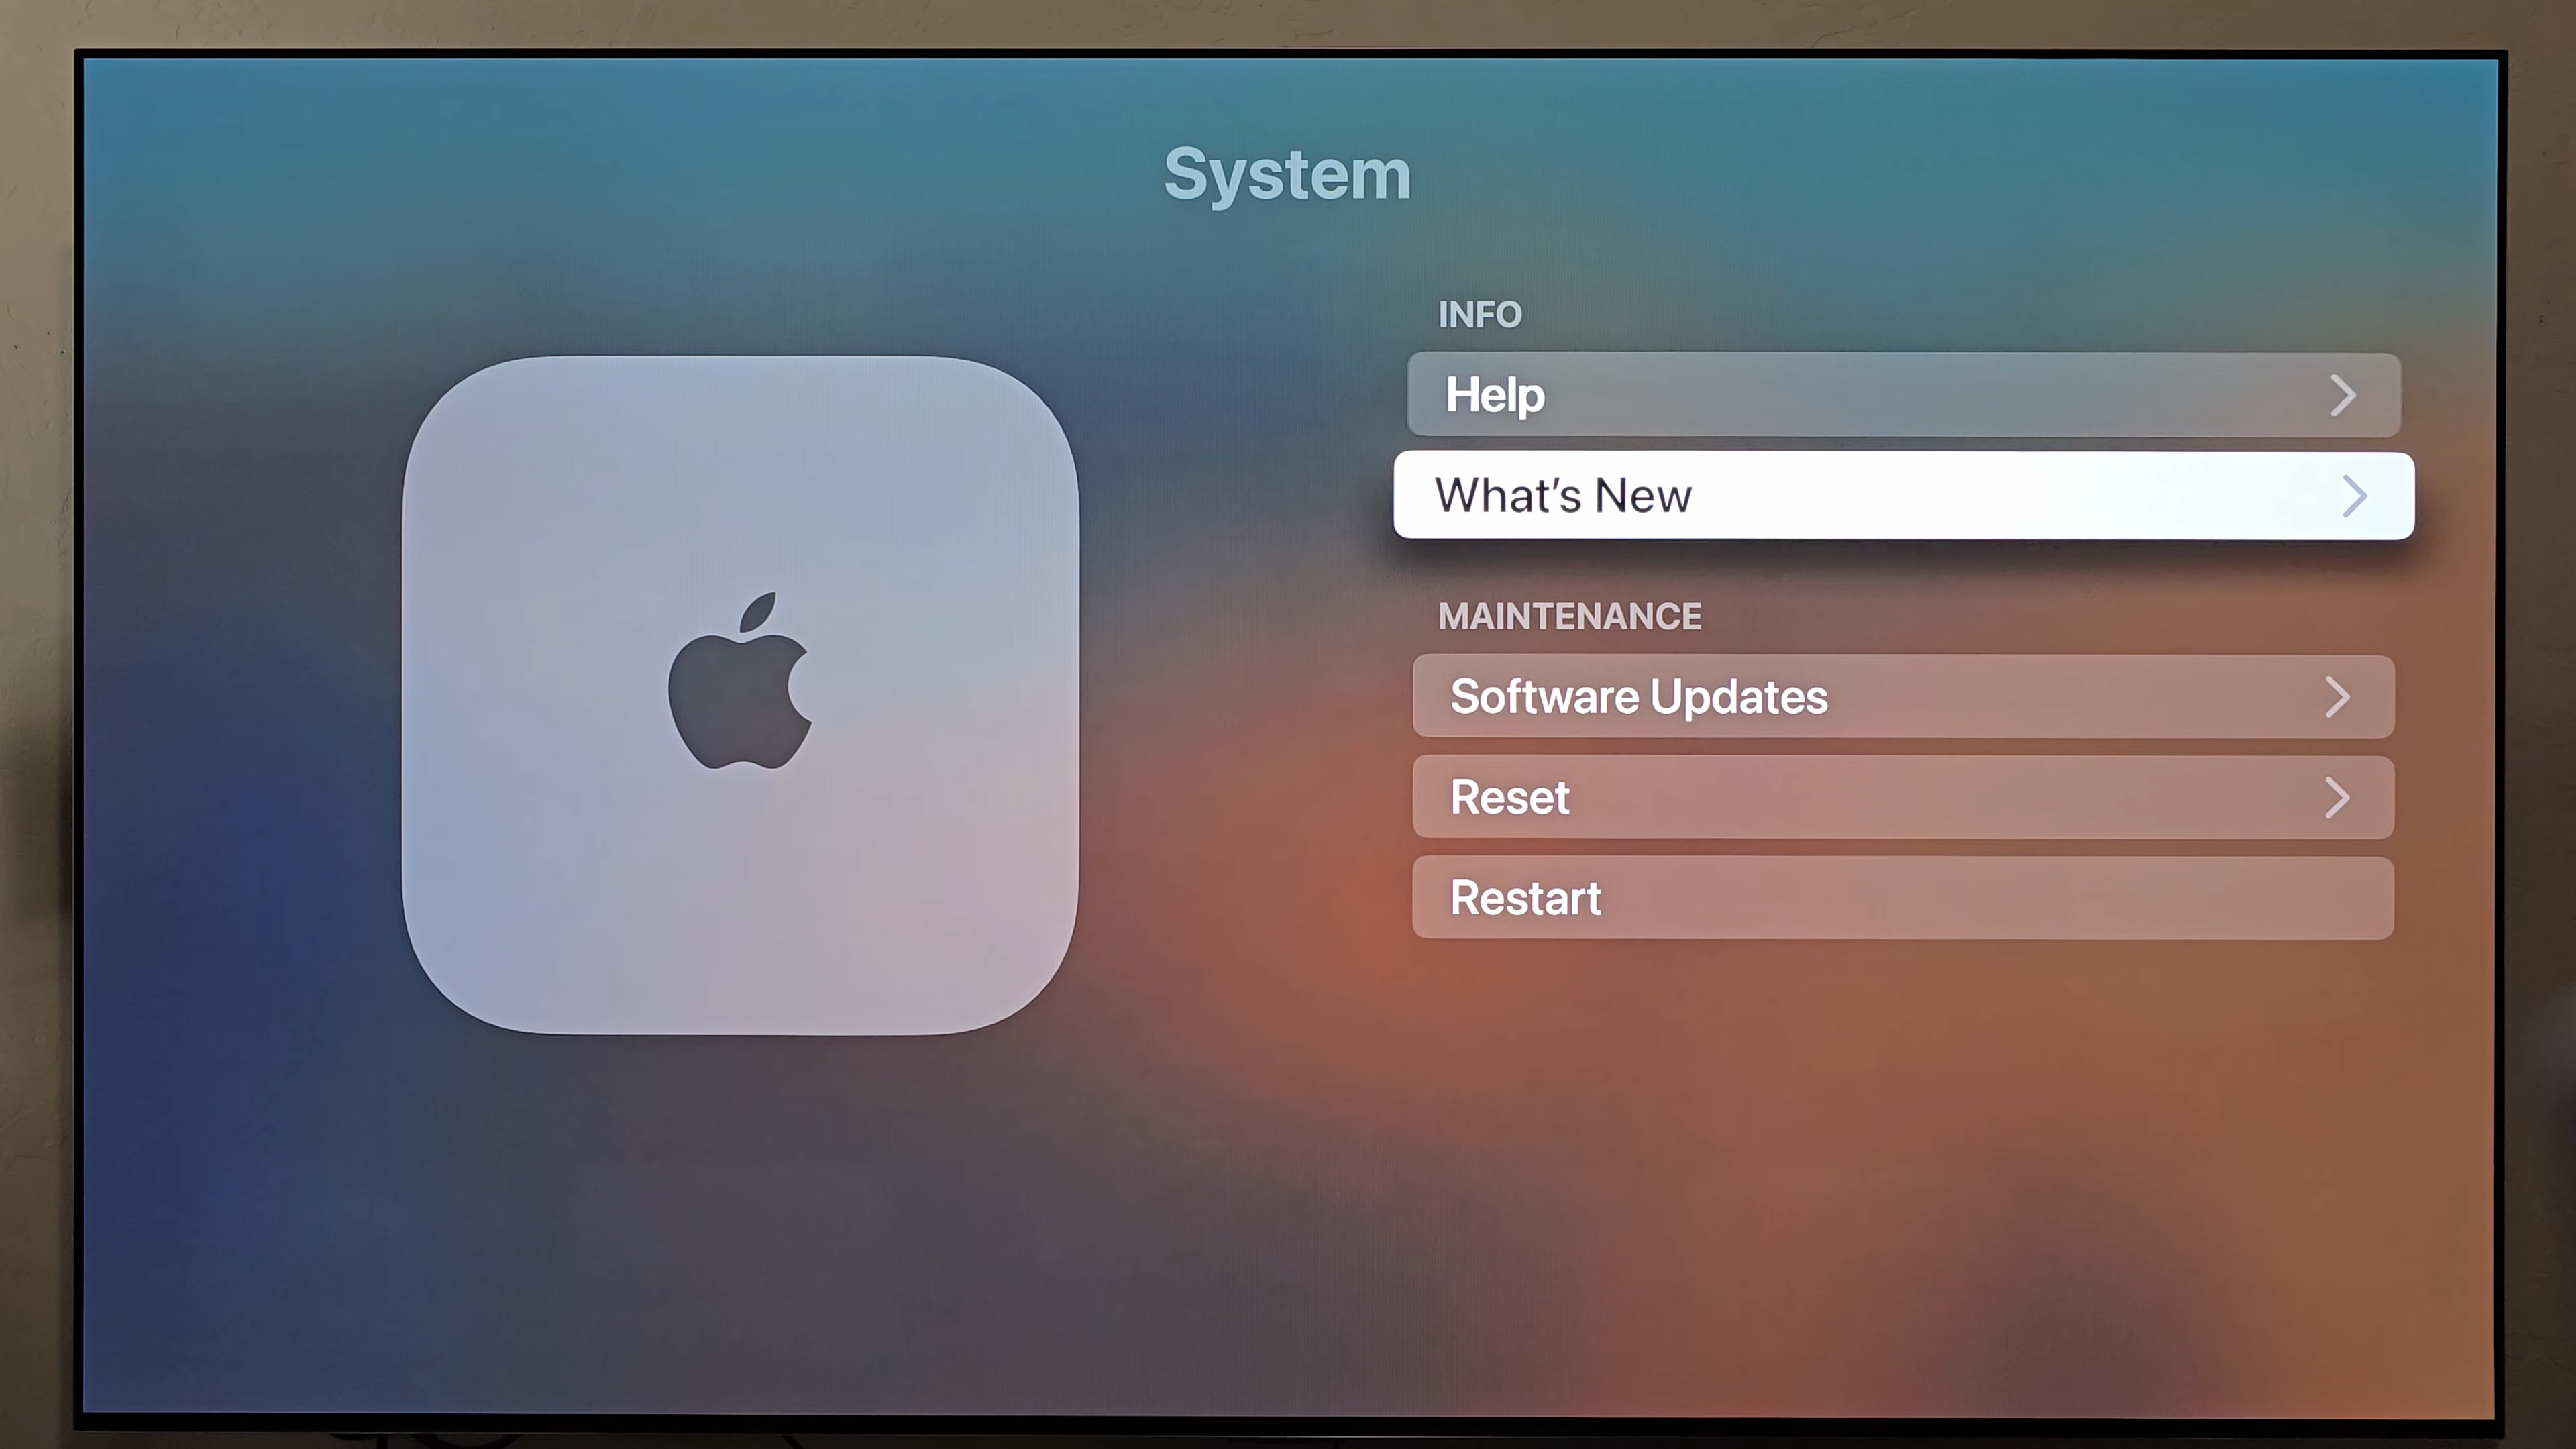 System
INFO
Help
What’s New
MAINTENANCE
Software Updates
Reset
Restart